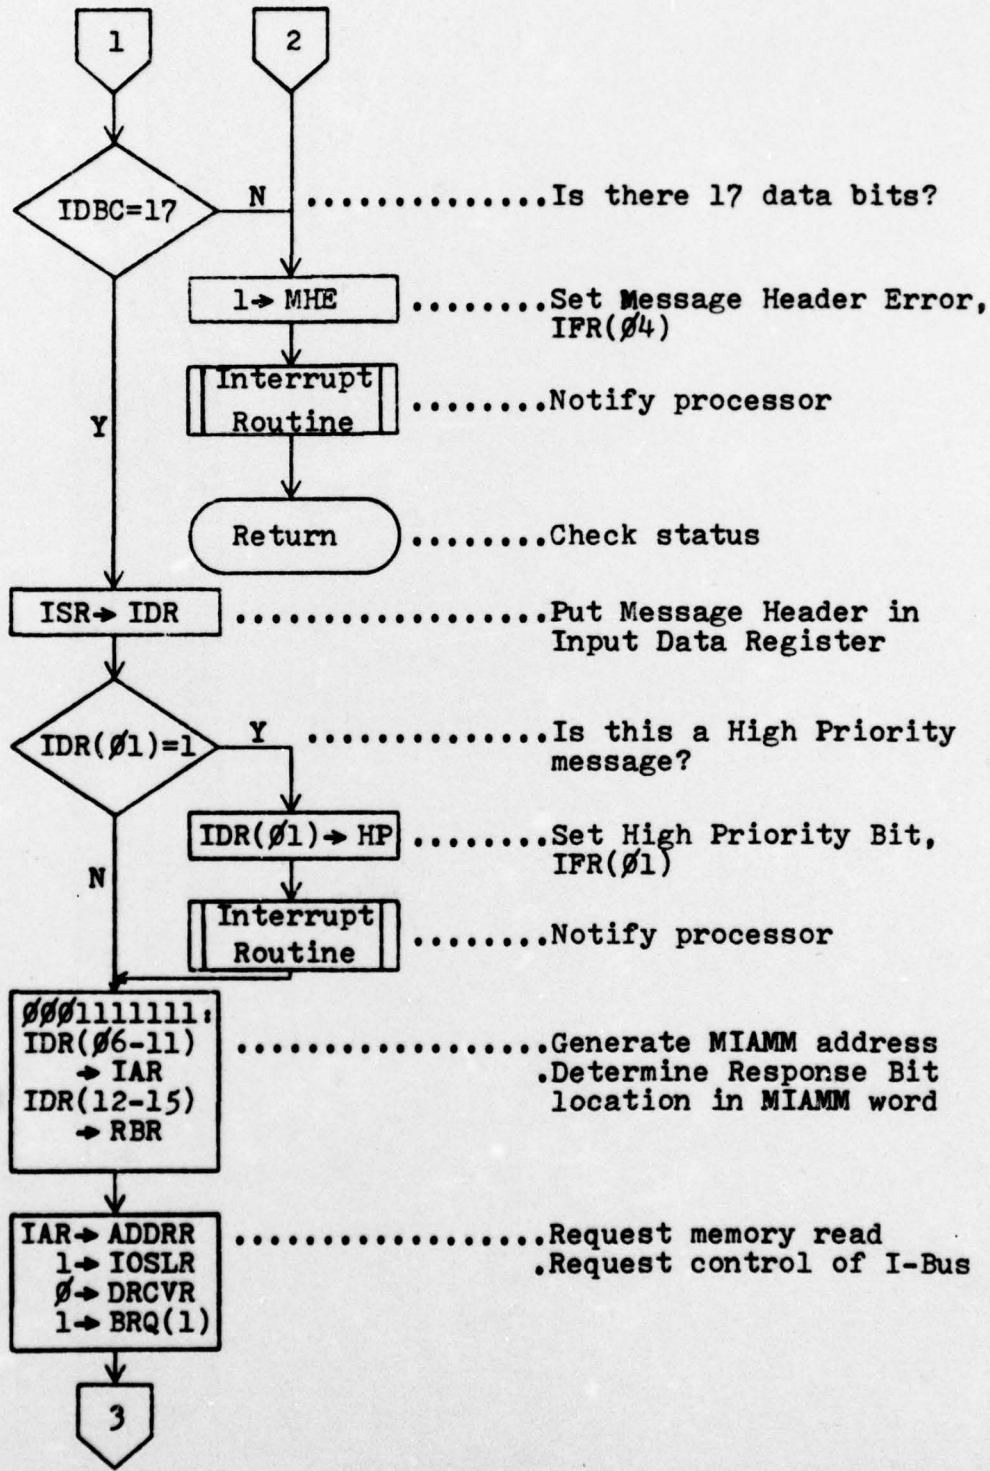 1
2
IDBC=17
N
..............Is there 17 data bits?
1→ MHE
........Set Message Header Error,
IFR(Ø4)
Interrupt
Routine
........Notify processor
Y
Return
........Check status
ISR→ IDR
..................Put Message Header in
Input Data Register
IDR(Ø1)=1
Y
..............Is this a High Priority
message?
IDR(Ø1)→ HP
........Set High Priority Bit,
IFR(Ø1)
N
Interrupt
Routine
........Notify processor
ØØØ1111111:
IDR(Ø6-11)
→ IAR
IDR(12-15)
→ RBR
..................Generate MIAMM address
.Determine Response Bit
location in MIAMM word
IAR→ ADDRR
1→ IOSLR
Ø→ DRCVR
1→ BRQ(1)
..................Request memory read
.Request control of I-Bus
3